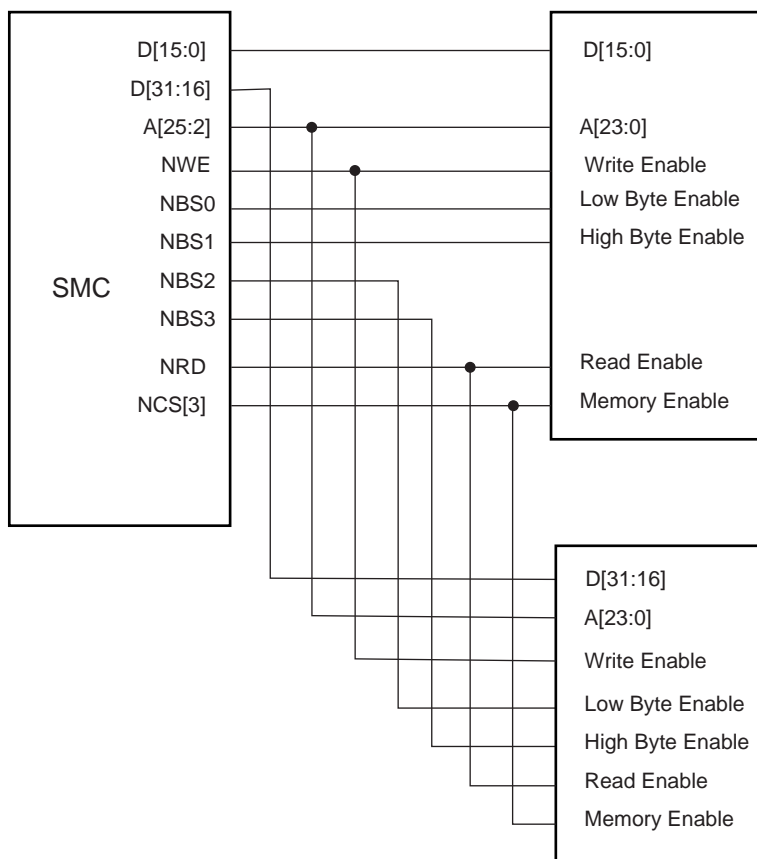 D[15:0]
D[31:16]
A[25:2]
NWE
NBS0
NBS1
NBS2
NBS3
NRD
NCS[3]
SMC
D[15:0]
A[23:0]
Write Enable
Low Byte Enable
High Byte Enable
Read Enable
Memory Enable
D[31:16]
A[23:0]
Write Enable
Low Byte Enable
High Byte Enable
Read Enable
Memory Enable